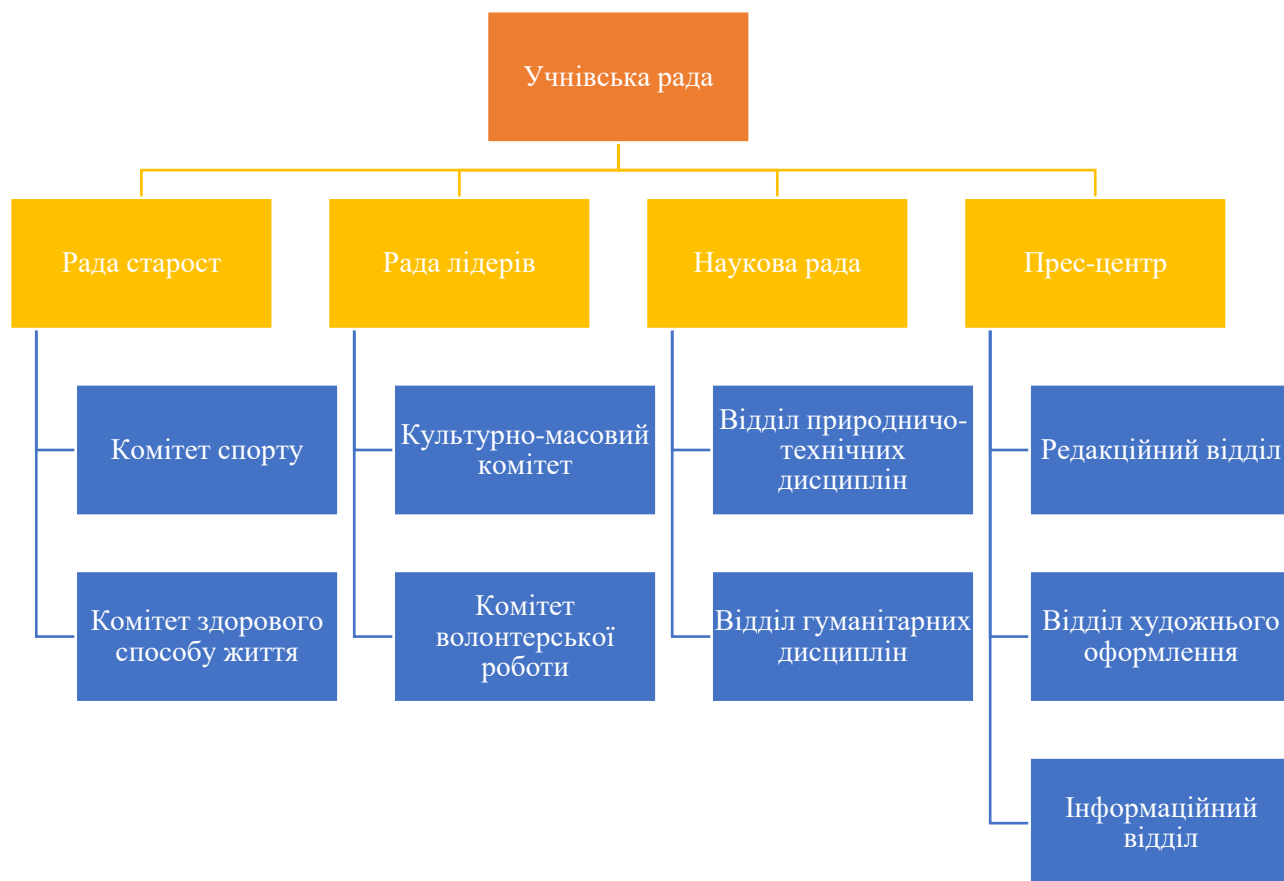 Учнівська рада
Рада старост
Рада лідерів
Наукова рада
Прес-центр
Комітет спорту
Культурно-масовий
комітет
Відділ природничо-
технічних
дисциплін
Редакційний відділ
Комітет здорового
способу життя
Комітет
волонтерської
роботи
Відділ гуманітарних
дисциплін
Відділ художнього
оформлення
Інформаційний
відділ